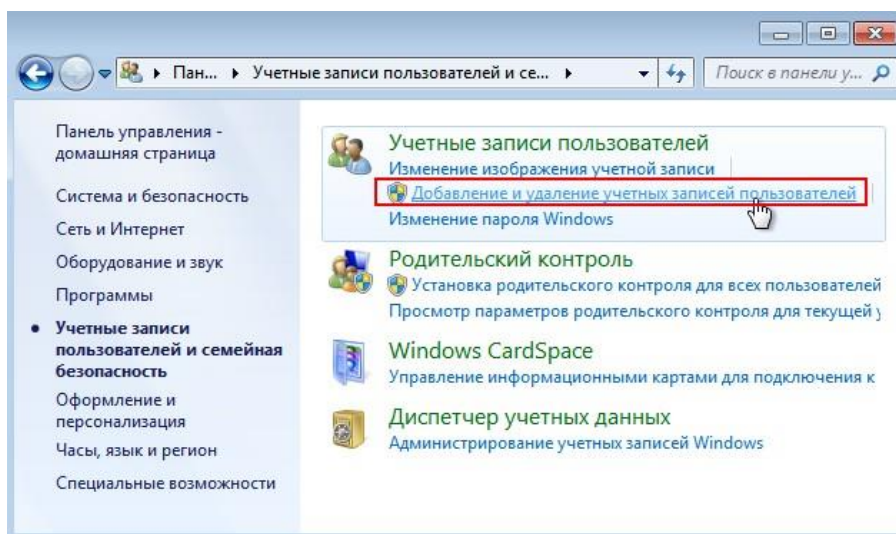 Пан... Учетные записи пользователей и се... Поиск в панели у...
Панель управления -
домашняя страница
Система и безопасность
Сеть и Интернет
Оборудование и звук
Программы
Учетные записи
пользователей и семейная
безопасность
Оформление и
персонализация
Часы, язык и регион
Специальные возможности
Учетные записи пользователей
Изменение изображения учетной записи
Добавление и удаление учетных записей пользователей
Изменение пароля Windows
Родительский контроль
Установка родительского контроля для всех пользователей
Просмотр параметров родительского контроля для текущей
Windows CardSpace
Управление информационными картами для подключения к
Диспетчер учетных данных
Администрирование учетных записей Windows